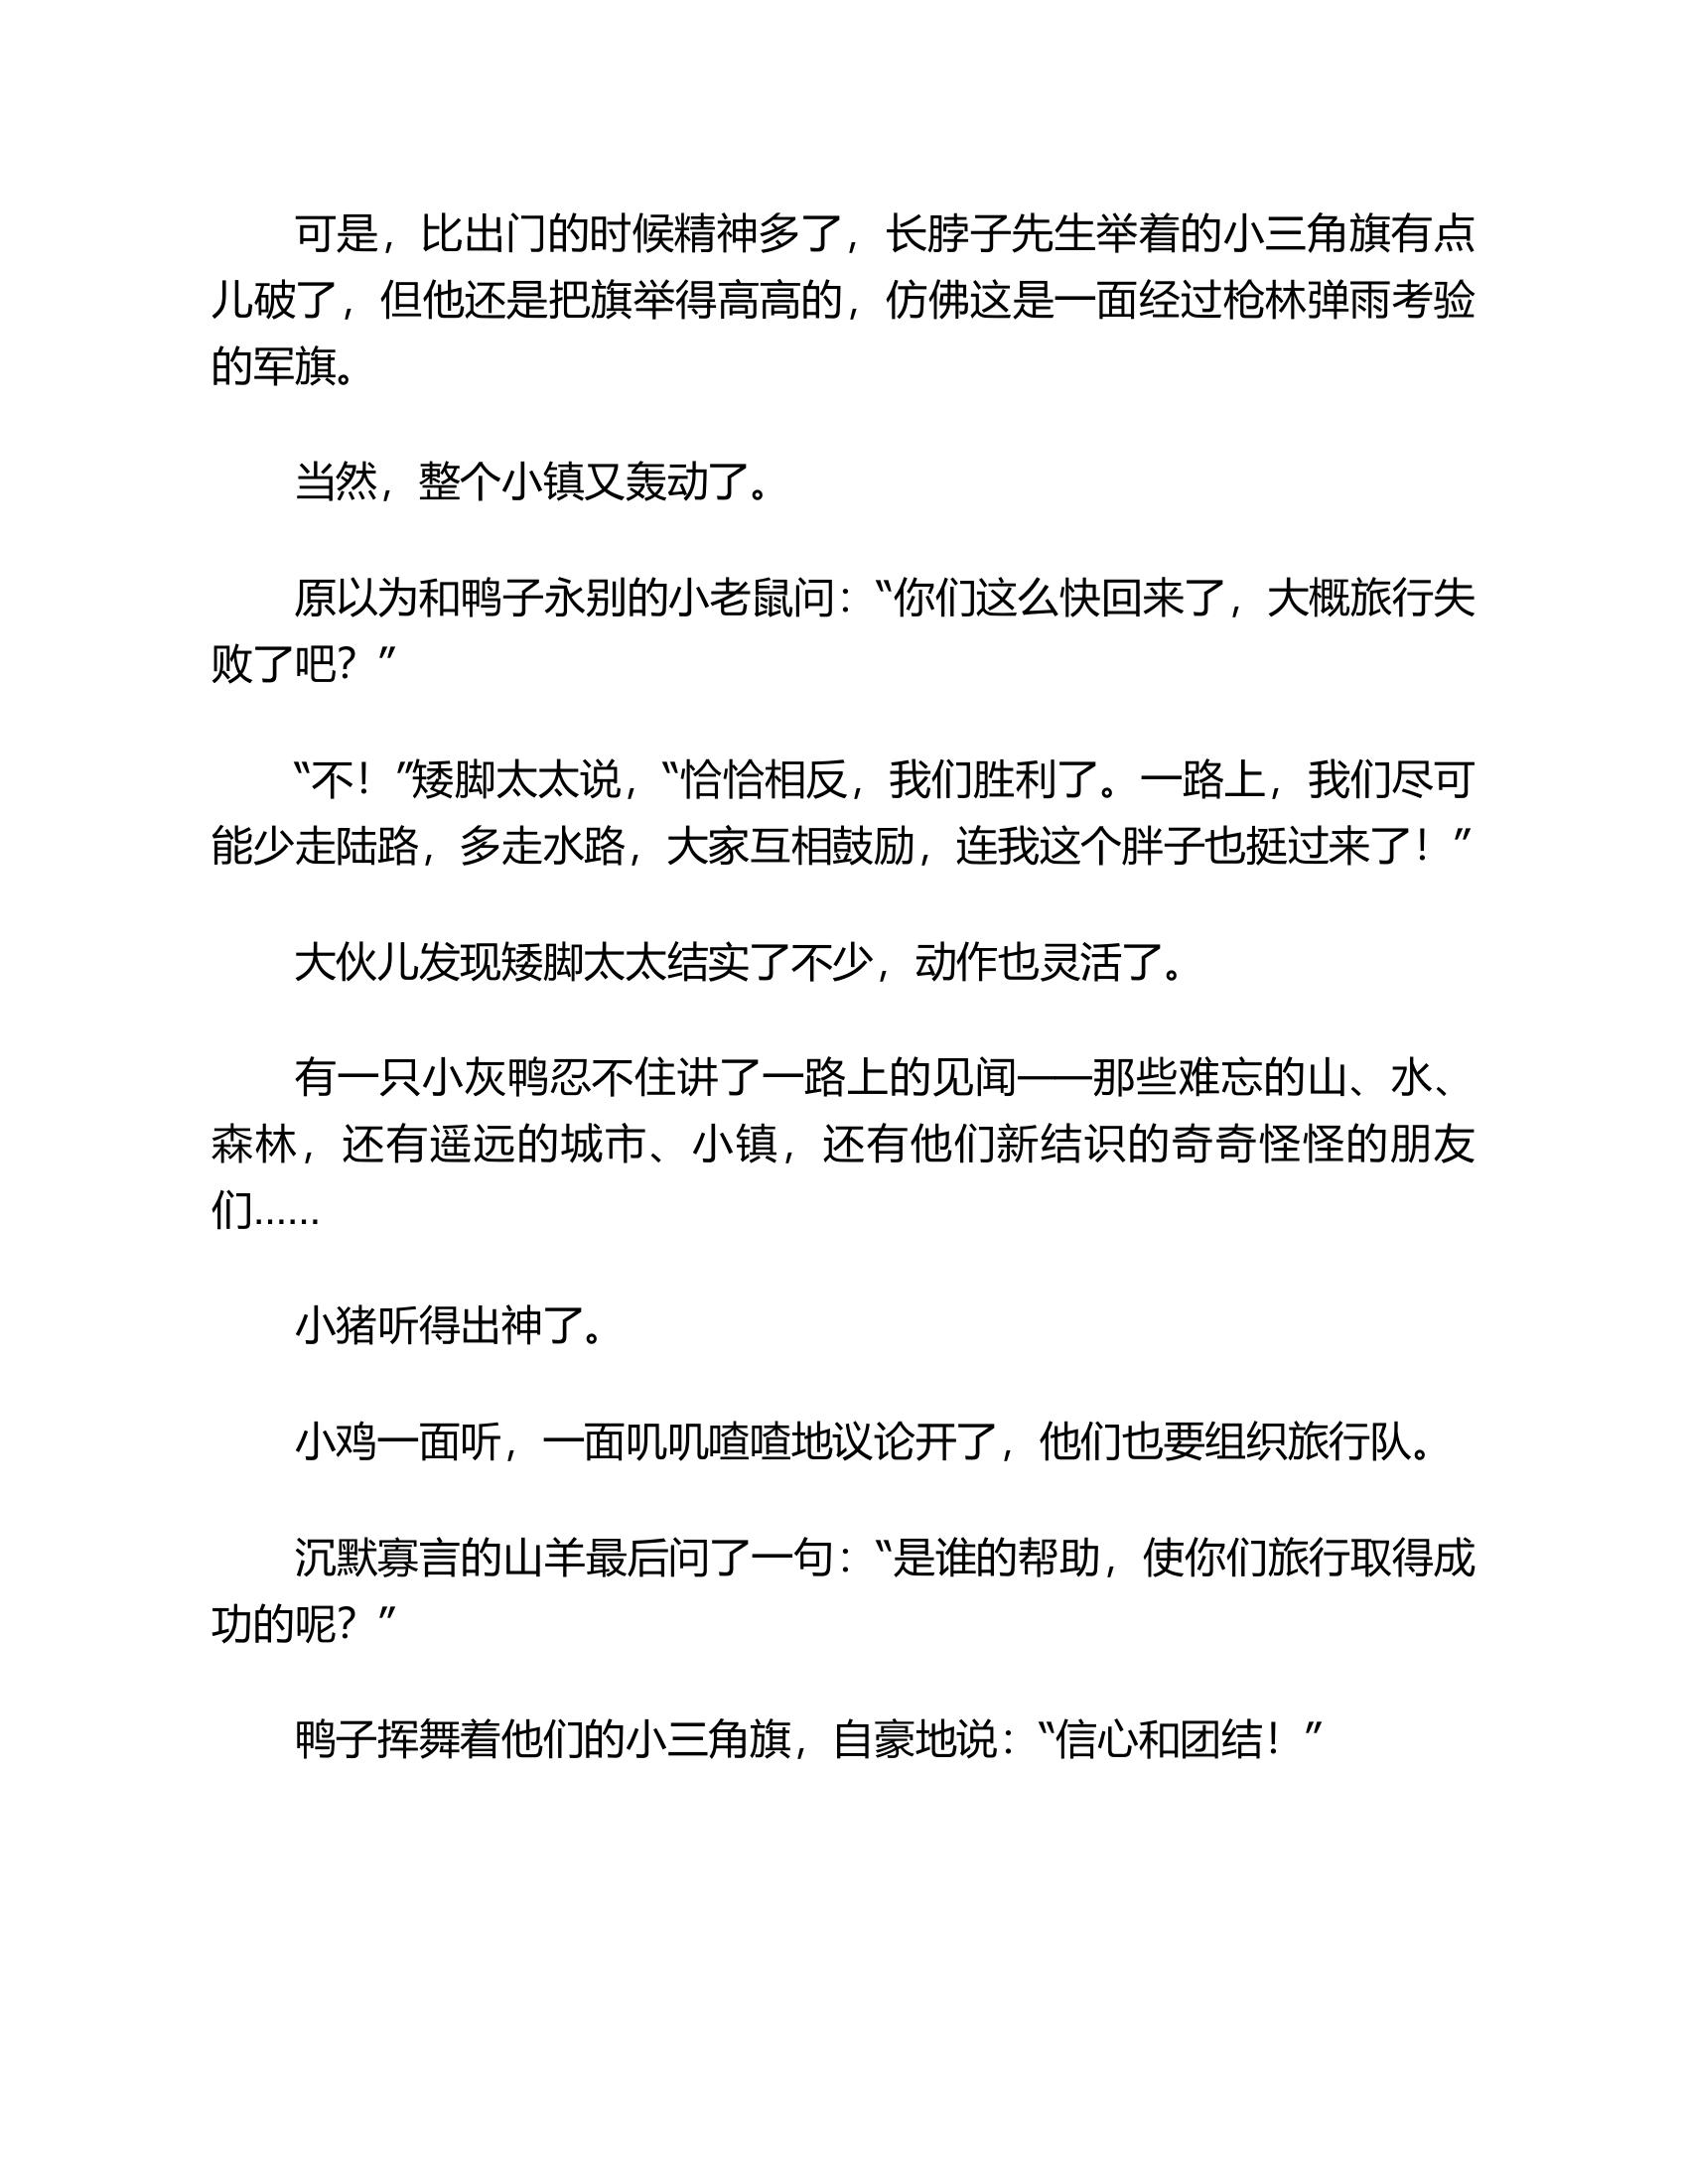 可是，比出门的时候精神多了，长脖子先生举着的小三角旗有点
儿破了，但他还是把旗举得高高的，仿佛这是一面经过枪林弹雨考验
的军旗。
当然，整个小镇又轰动了。
原以为和鸭子永别的小老鼠问：“你们这么快回来了，大概旅行失
败了吧？”
“不！”矮脚太太说，“恰恰相反，我们胜利了。一路上，我们尽可
能少走陆路，多走水路，大家互相鼓励，连我这个胖子也挺过来了！”
大伙儿发现矮脚太太结实了不少，动作也灵活了。
有一只小灰鸭忍不住讲了一路上的见闻——那些难忘的山、水、
森林，还有遥远的城市、小镇，还有他们新结识的奇奇怪怪的朋友
们……
小猪听得出神了。
小鸡一面听，一面叽叽喳喳地议论开了，他们也要组织旅行队。
沉默寡言的山羊最后问了一句：“是谁的帮助，使你们旅行取得成
功的呢？”
鸭子挥舞着他们的小三角旗，自豪地说：“信心和团结！”